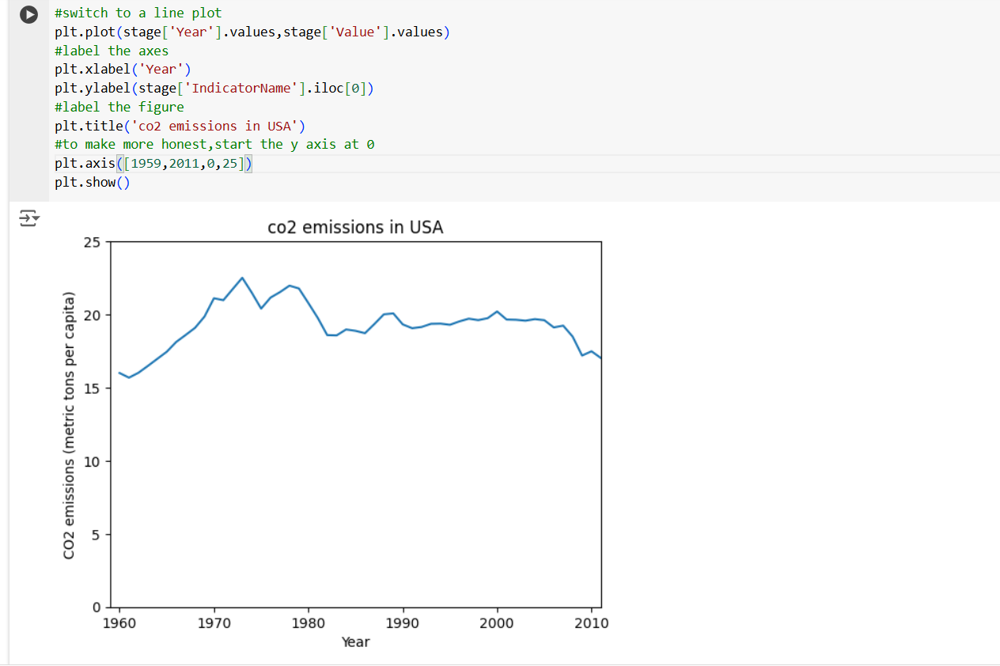 #switch to a line plot
plt.plot(stage['Year'].values,stage['Value'].values)
#label the axes
plt.xlabel('Year')
plt.ylabel(stage['IndicatorName'].iloc[0])
#label the figure
plt.title('co2 emissions in USA')
#to make more honest,start the y axis at 0
plt.axis([1959,2011,0,25])
plt.show()
co2 emissions in USA
CO2 emissions (metric tons per capita)
25
20
15
10
5
0
1960 1970 1980 1990 2000 2010
Year